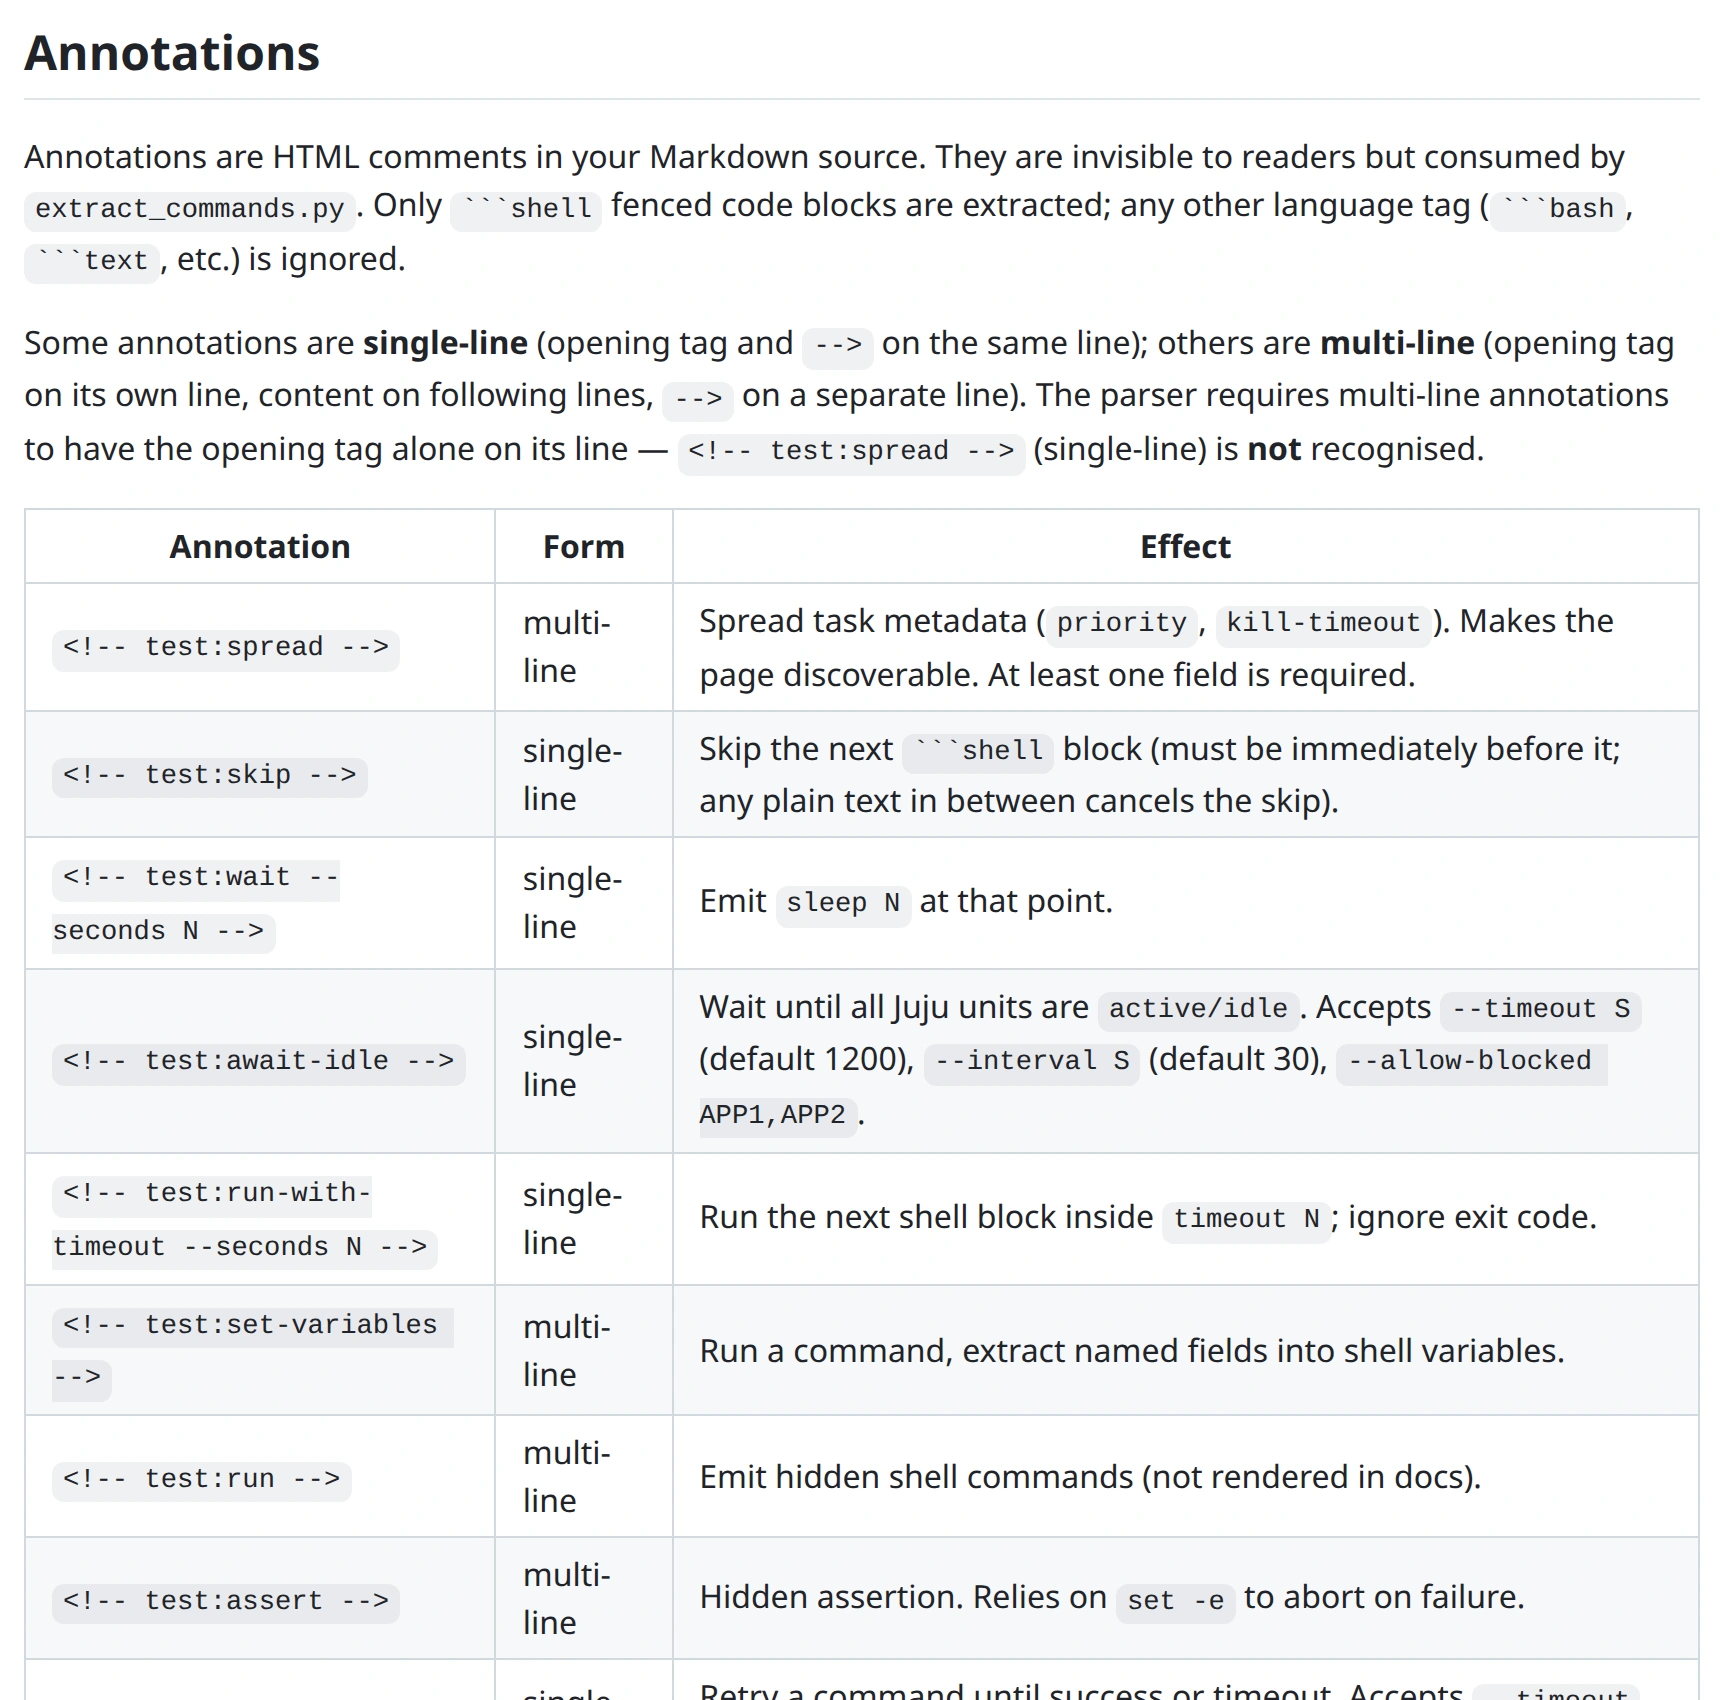 Annotations
Annotations are HTML comments in your Markdown source. They are invisible to readers but consumed by
extract_commands.py. Only ```shell fenced code blocks are extracted; any other language tag (```bash,
```text, etc.) is ignored.
Some annotations are single-line (opening tag and --> on the same line); others are multi-line (opening tag
on its own line, content on following lines, --> on a separate line). The parser requires multi-line annotations
to have the opening tag alone on its line — <!-- test:spread --> (single-line) is not recognised.
Annotation Form Effect
<!-- test:spread -->
multi-
line
Spread task metadata (priority, kill-timeout). Makes the
page discoverable. At least one field is required.
<!-- test:skip -->
single-
line
Skip the next ```shell block (must be immediately before it;
any plain text in between cancels the skip).
<!-- test:wait --
seconds N -->
single-
line
Emit sleep N at that point.
<!-- test:await-idle -->
single-
line
Wait until all Juju units are active/idle. Accepts --timeout S
(default 1200), --interval S (default 30), --allow-blocked
APP1,APP2.
<!-- test:run-with-
timeout --seconds N -->
single-
line
Run the next shell block inside timeout N; ignore exit code.
<!-- test:set-variables
-->
multi-
line
Run a command, extract named fields into shell variables.
<!-- test:run -->
multi-
line
Emit hidden shell commands (not rendered in docs).
<!-- test:assert -->
multi-
line
Hidden assertion. Relies on set -e to abort on failure.
single-
Retry a command until success or timeout. Accepts --timeout